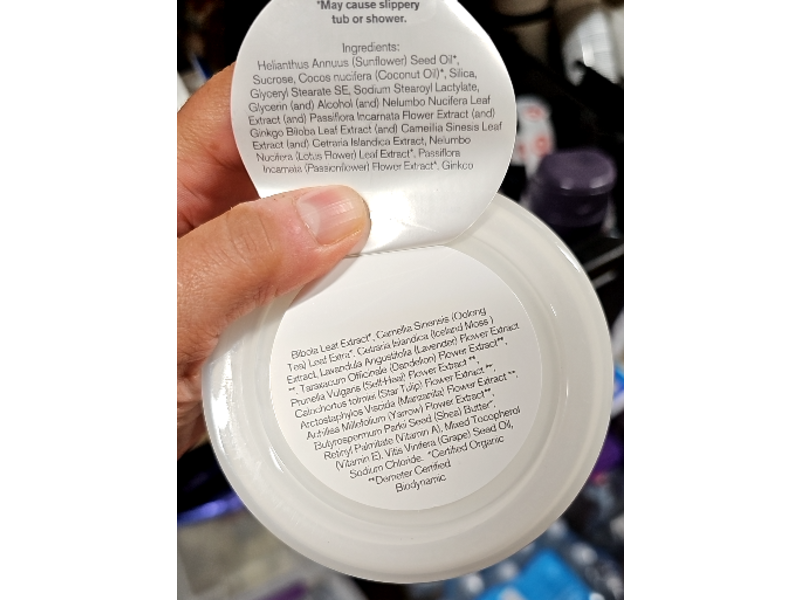 *May cause slippery
tub or shower.
Ingredients:
Helianthus Annuus (Sunflower) Seed Oil*,
Sucrose, Cocos nucifera (Coconut Oil)*, Silica,
Glyceryl Stearate SE, Sodium Stearoyl Lactylate,
Glycerin (and) Alcohol (and) Nelumbo Nucifera Leaf
Extract (and) Passiflora Incarnata Flower Extract (and)
Ginkgo Biloba Leaf Extract (and) Cameillia Sinesis Leaf
Extract (and) Cetraria Islandica Extract, Nelumbo
Nucifera (Lotus Flower) Leaf Extract*, Passiflora
Incarnaia (Passionflower) Flower Extract*, Ginkco
Bibola Leaf Extract*, Camellia Sinensis (Oolong
Tea) Leaf Extra*, Cetraria Islandica (Iceland Moss )
Extract, Lavandula Angustifolia (Lavender) Flower Extract
**, Taraxacum Officinale (Dandelion) Flower Extract**,
Prunella Vulgaris (Self-Heal) Flower Extract **,
Calochortus tolmiei (Star Tulip) Flower Extract **,
Arctostaphylos Viscida (Manzanita) Flower Extract **,
Achillea Millefolium (Yarrow) Flower Extract**,
Butyrospermum Parkii Seed (Shea) Butter*,
Retinyl Palmitate (Vitamin A), Mixed Tocopherol
(Vitamin E), Vitis Vinifera (Grape) Seed Oil,
Sodium Chloride. *Certified Organic
**Demeter Certified
Biodynamic